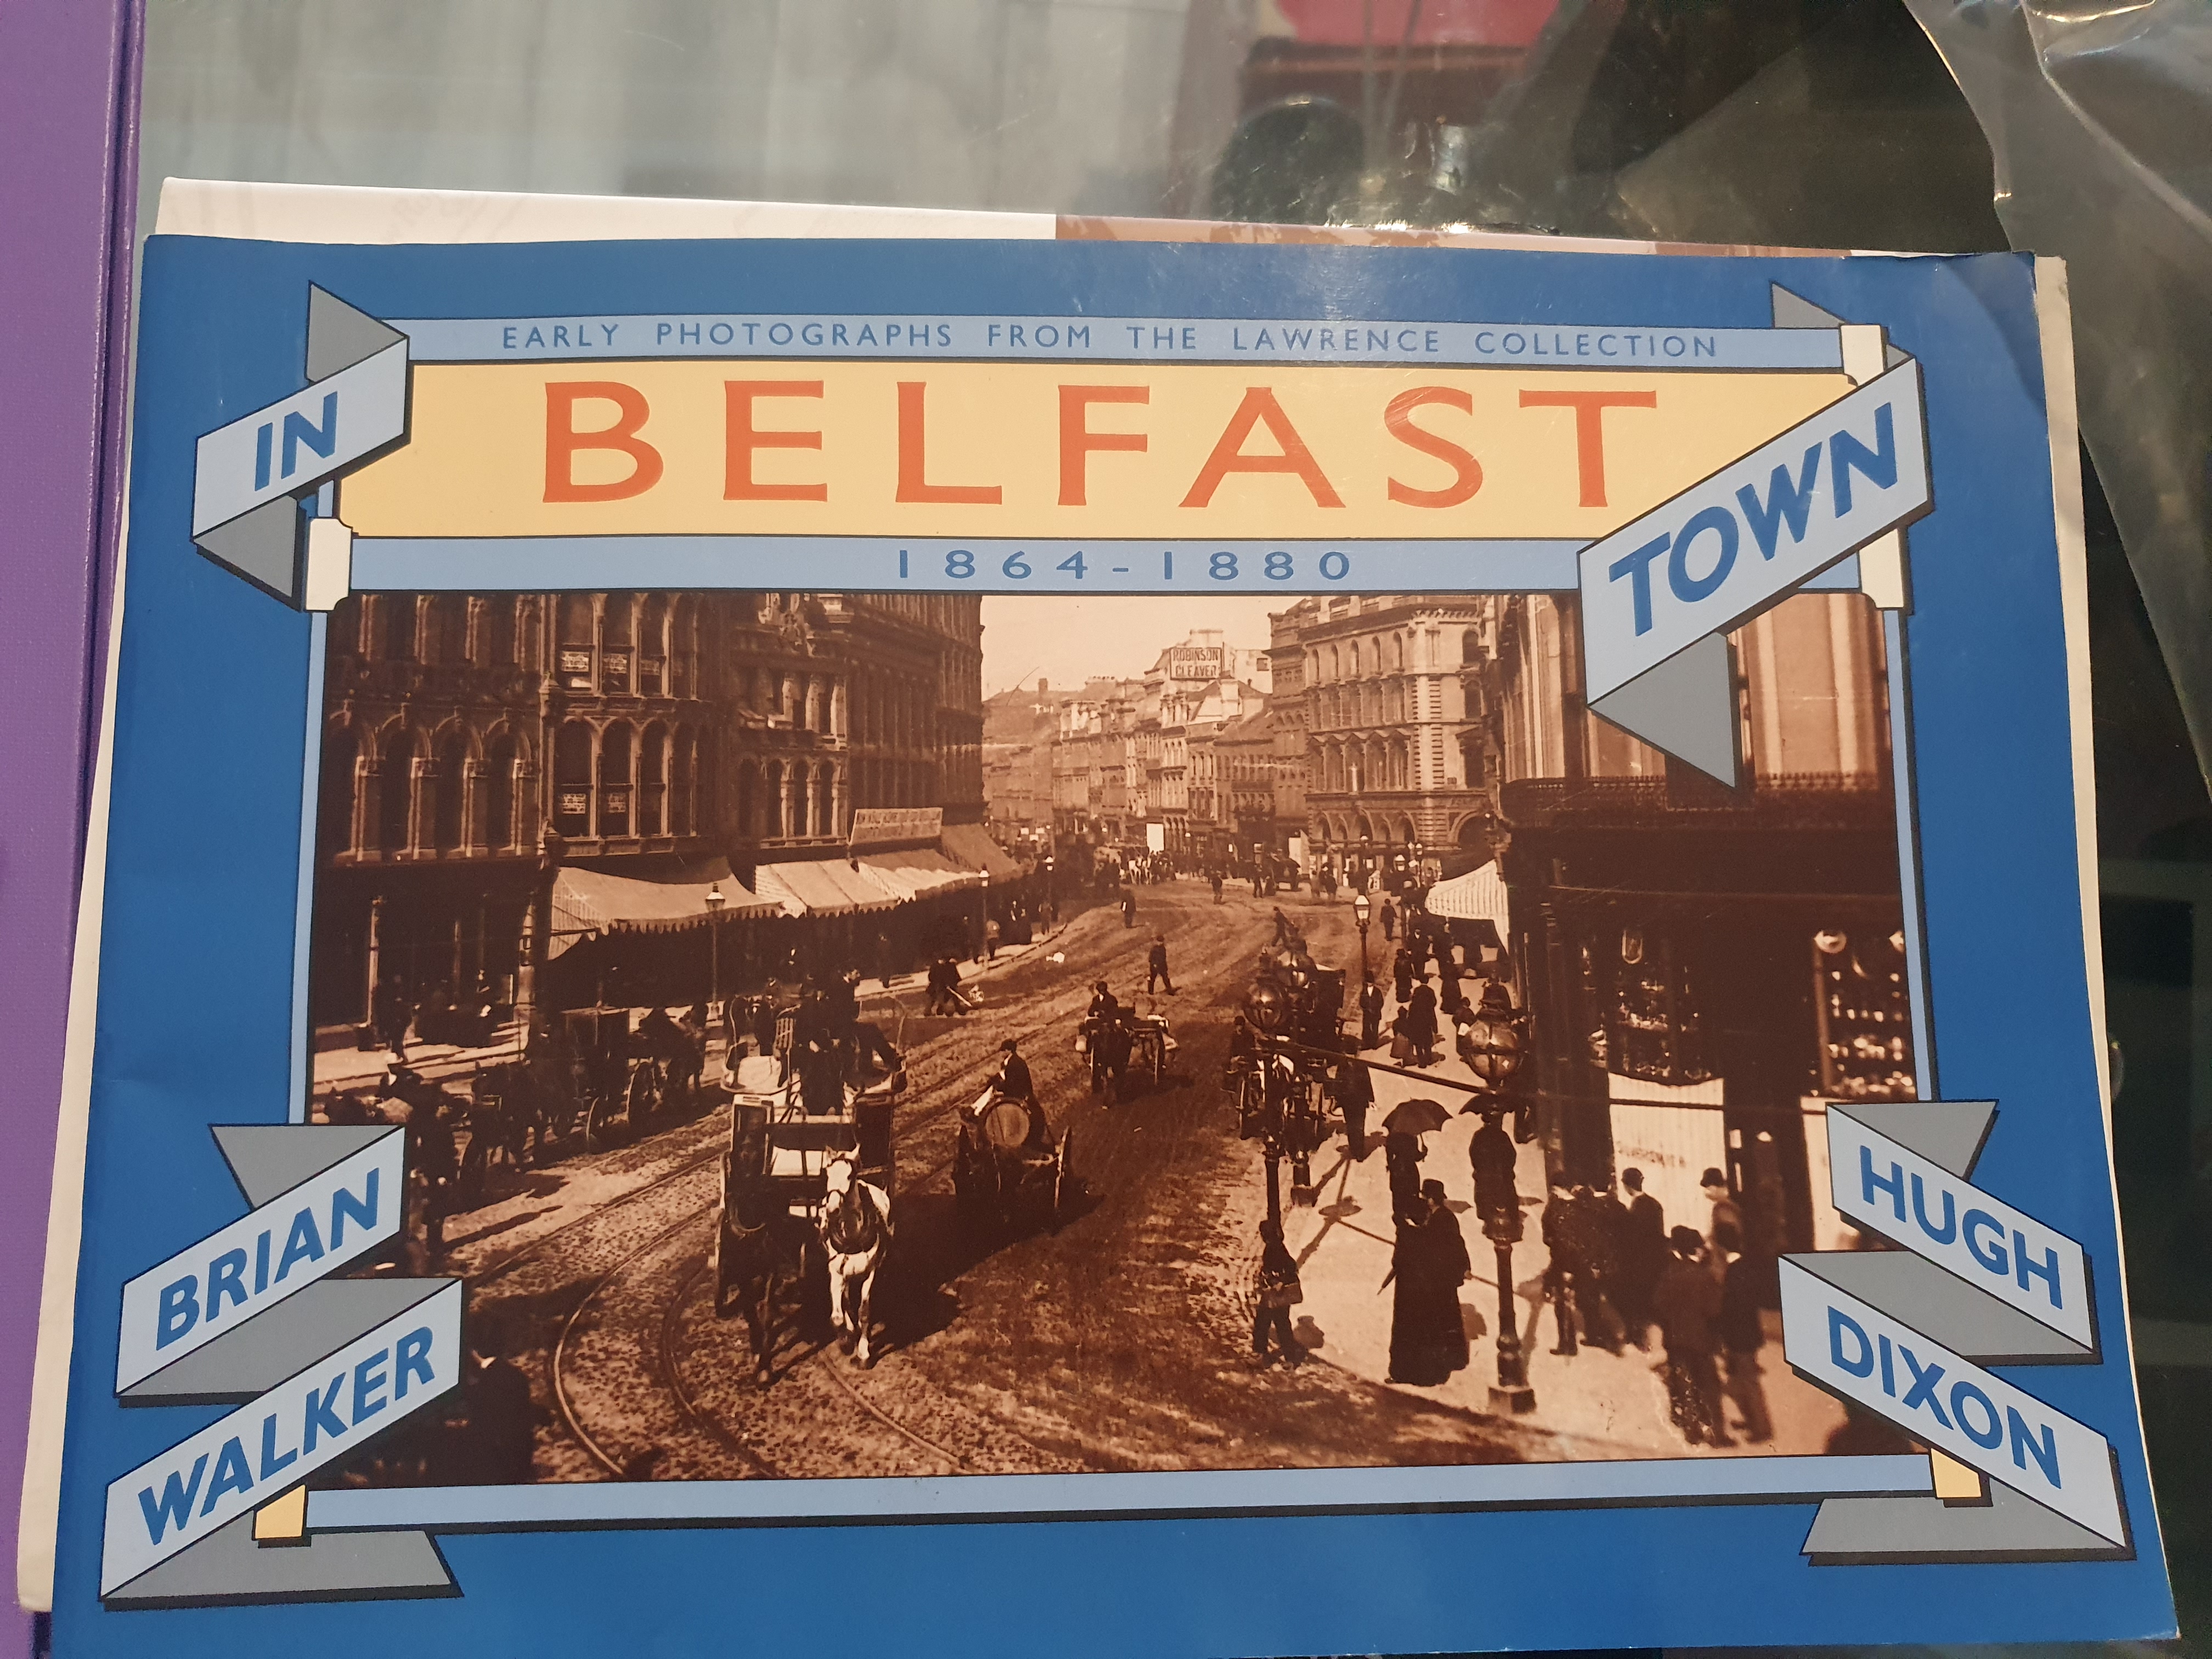 EARLY PHOTOGRAPHS FROM THE LAWRENCE COLLECTION
IN
BELFAST
TOWN
1864-1880
ROBINSON
CLEAVER
BRIAN
WALKER
HUGH
DIXON